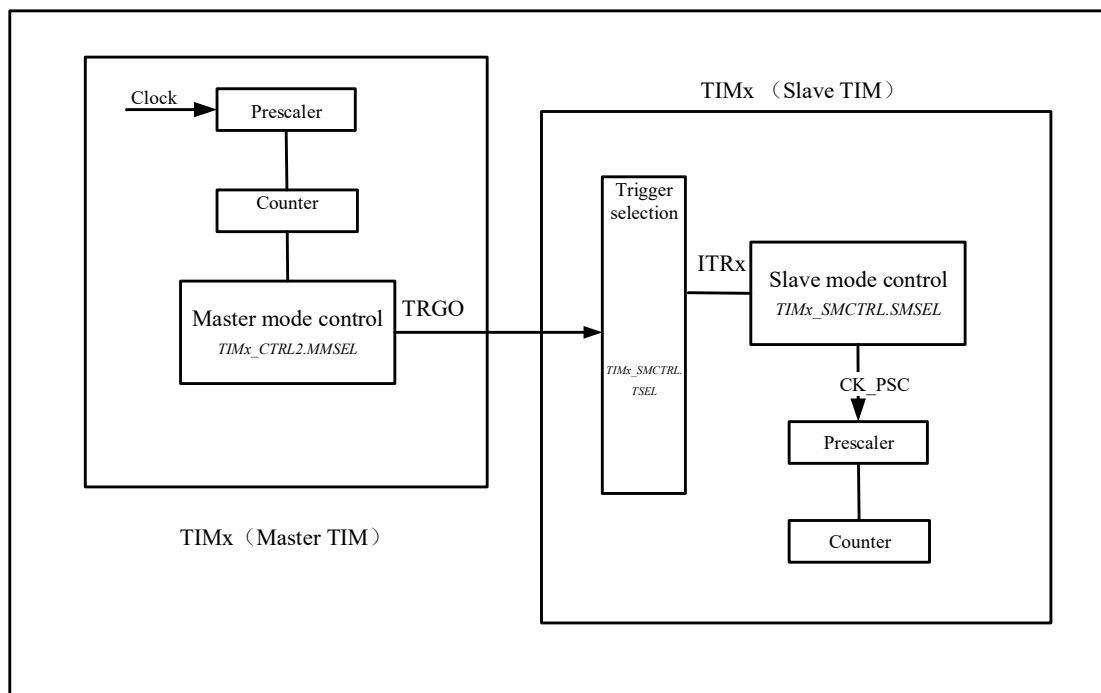 Clock
Prescaler
Counter
Master mode control
TIMx_CTRL2.MMSEL
TRGO
TIMx（Master TIM）
TIMx （Slave TIM）
Trigger
selection
TIMx_SMCTRL.
TSEL
ITRx
Slave mode control
TIMx_SMCTRL.SMSEL
CK_PSC
Prescaler
Counter